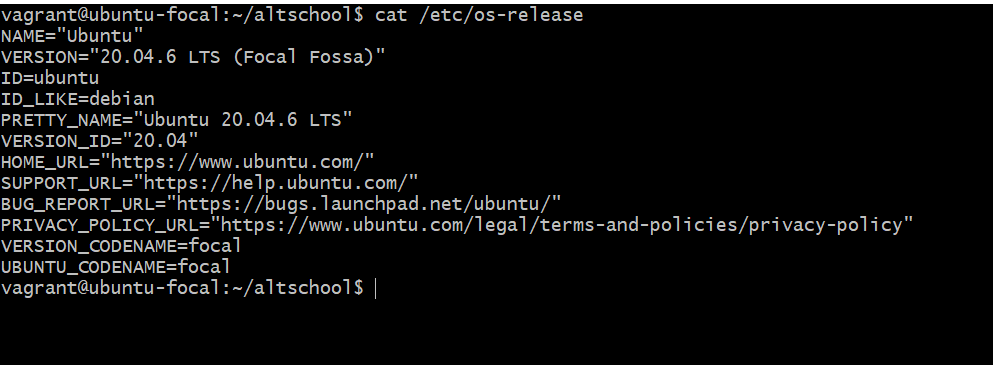 vagrant@ubuntu-focal:~/altschool$ cat /etc/os-release
NAME="Ubuntu"
VERSION="20.04.6 LTS (Focal Fossa)"
ID=ubuntu
ID_LIKE=debian
PRETTY_NAME="Ubuntu 20.04.6 LTS"
VERSION_ID="20.04"
HOME_URL="https://www.ubuntu.com/"
SUPPORT_URL="https://help.ubuntu.com/"
BUG_REPORT_URL="https://bugs.launchpad.net/ubuntu/"
PRIVACY_POLICY_URL="https://www.ubuntu.com/legal/terms-and-policies/privacy-policy"
VERSION_CODENAME=focal
UBUNTU_CODENAME=focal
vagrant@ubuntu-focal:~/altschool$